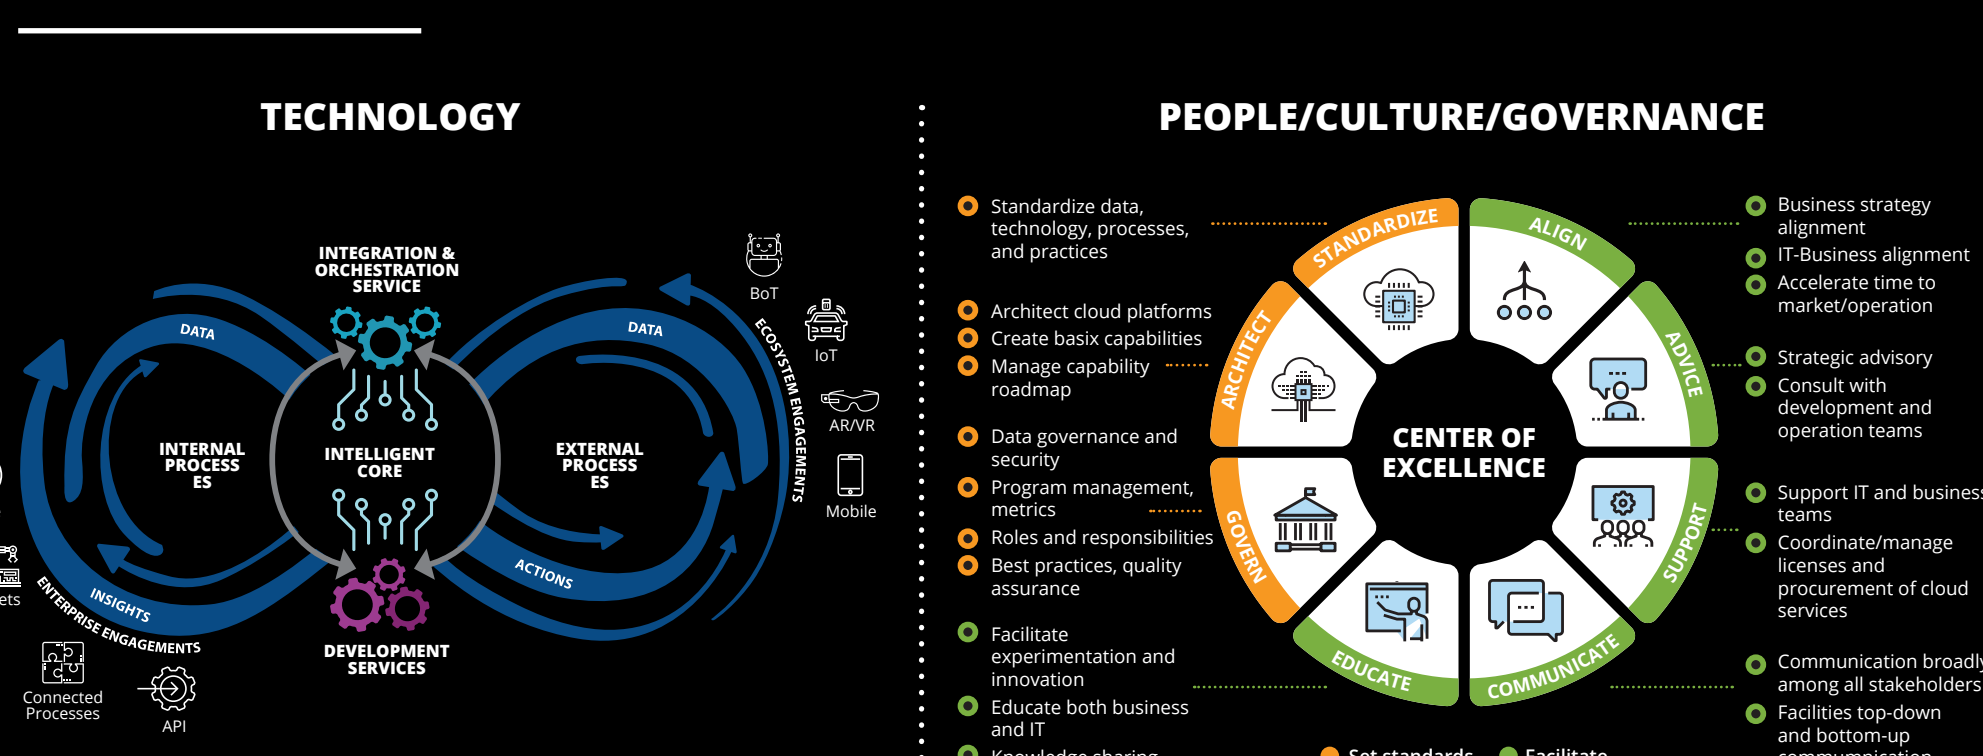 TECHNOLOGY
INTEGRATION &
ORCHESTRATION
SERVICE
DATA
DATA
INTERNAL
PROCESS
ES
INTELLIGENT
CORE
EXTERNAL
PROCESS
ES
INSIGHTS
ACTIONS
ENTERPRISE ENGAGEMENTS
ECOSYSTEM ENGAGEMENTS
DEVELOPMENT
SERVICES
BoT
IoT
AR/VR
Mobile
ets
Connected
Processes
API
PEOPLE/CULTURE/GOVERNANCE
Standardize data,
technology, processes,
and practices
Architect cloud platforms
Create basix capabilities
Manage capability
roadmap
Data governance and
security
Program management,
metrics
Roles and responsibilities
Best practices, quality
assurance
Facilitate
experimentation and
innovation
Educate both business
and IT
Knowledge sharing
STANDARDIZE
ALIGN
ARCHITECT
ADVICE
CENTER OF
EXCELLENCE
GOVERN
SUPPORT
EDUCATE
COMMUNICATE
Set standards
Facilitate
Business strategy
alignment
IT-Business alignment
Accelerate time to
market/operation
Strategic advisory
Consult with
development and
operation teams
Support IT and business
teams
Coordinate/manage
licenses and
procurement of cloud
services
Communication broadly
among all stakeholders
Facilities top-down
and bottom-up